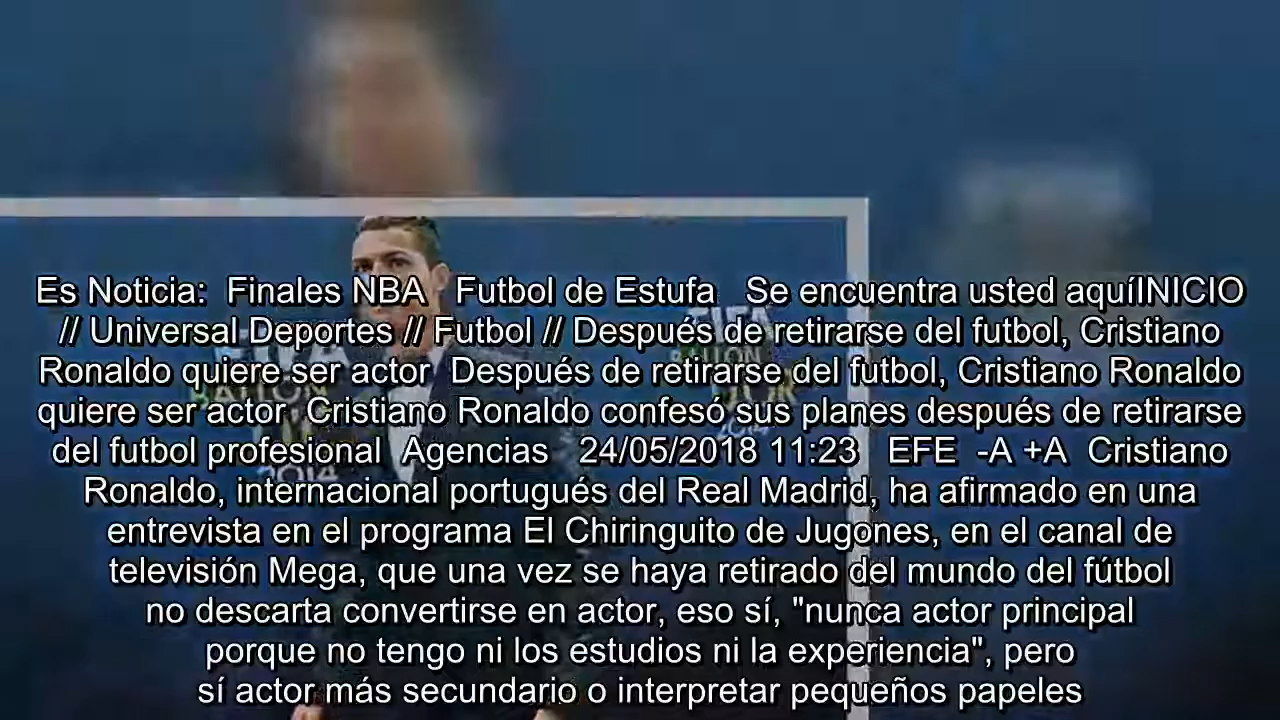 Es Noticia:  Finales NBA   Futbol de Estufa   Se encuentra usted aquíINICIO
// Universal Deportes // Futbol // Después de retirarse del futbol, Cristiano
Ronaldo quiere ser actor  Después de retirarse del futbol, Cristiano Ronaldo
quiere ser actor  Cristiano Ronaldo confesó sus planes después de retirarse
del futbol profesional  Agencias   24/05/2018 11:23   EFE  -A +A  Cristiano
Ronaldo, internacional portugués del Real Madrid, ha afirmado en una
entrevista en el programa El Chiringuito de Jugones, en el canal de
televisión Mega, que una vez se haya retirado del mundo del fútbol
no descarta convertirse en actor, eso sí, "nunca actor principal
porque no tengo ni los estudios ni la experiencia", pero
sí actor más secundario o interpretar pequeños papeles
FIFA
BALLON
2014